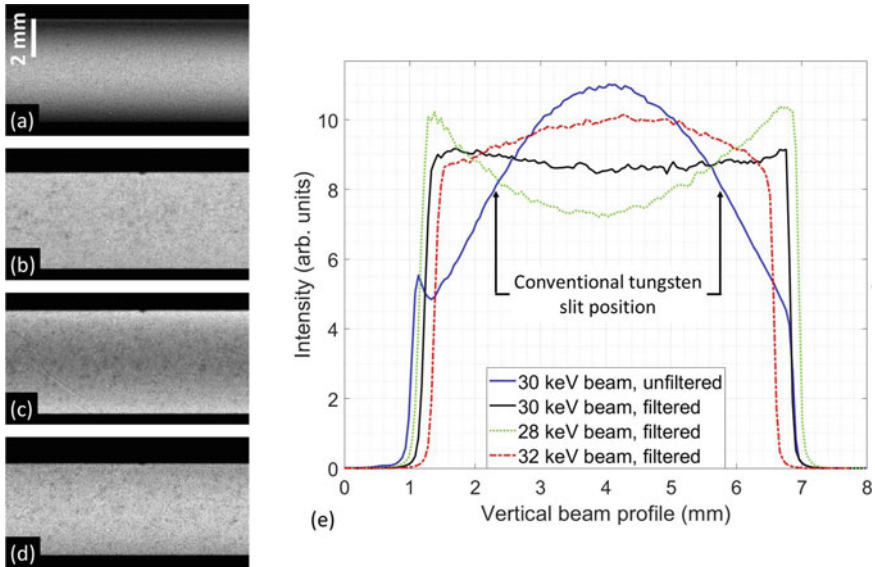 2 mm
(a)
(b)
(c)
(d)
Intensity (arb. units)
10
8
6
4
2
0
Conventional tungsten
slit position
30 keV beam, unfiltered
30 keV beam, filtered
28 keV beam, filtered
32 keV beam, filtered
0 1 2 3 4 5 6 7 8
Vertical beam profile (mm)
(e)